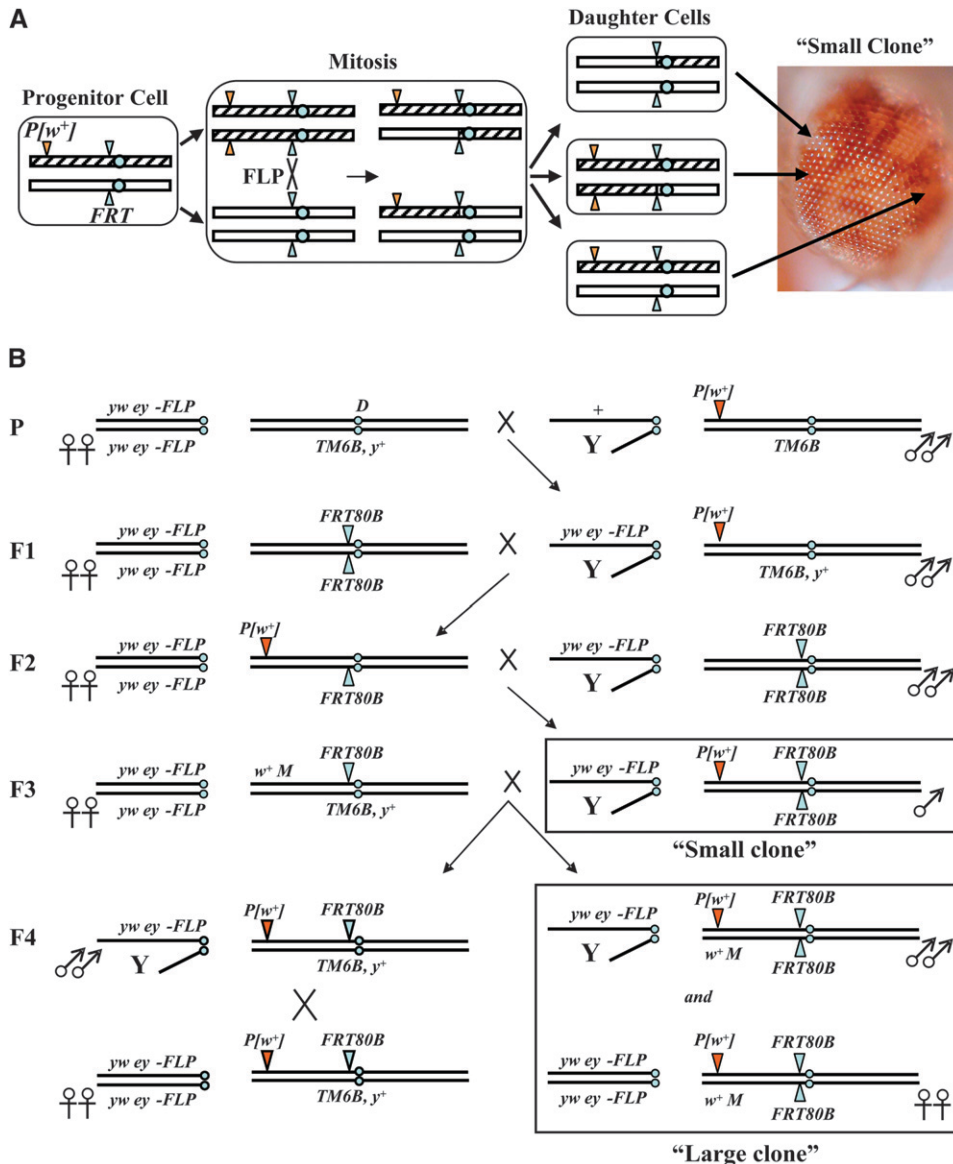 A
Daughter Cells
"Small Clone"
Mitosis
Progenitor Cell
P[w+]
FLP
FRT
B
P
yw ey -FLP
yw ey -FLP
D
TM6B, y+
+
Y
P[w+]
TM6B
F1
yw ey -FLP
yw ey -FLP
FRT80B
FRT80B
yw ey -FLP
Y
P[w+]
TM6B, y+
F2
yw ey -FLP
yw ey -FLP
P[w+]
FRT80B
yw ey -FLP
Y
FRT80B
FRT80B
F3
yw ey -FLP
yw ey -FLP
w+ M
FRT80B
TM6B, y+
yw ey -FLP
Y
P[w+]
FRT80B
FRT80B
"Small clone"
F4
yw ey -FLP
Y
P[w+]
FRT80B
TM6B, y+
yw ey -FLP
Y
P[w+]
FRT80B
w+ M
FRT80B
and
yw ey -FLP
yw ey -FLP
P[w+]
FRT80B
TM6B, y+
yw ey -FLP
yw ey -FLP
P[w+]
FRT80B
w+ M
FRT80B
"Large clone"